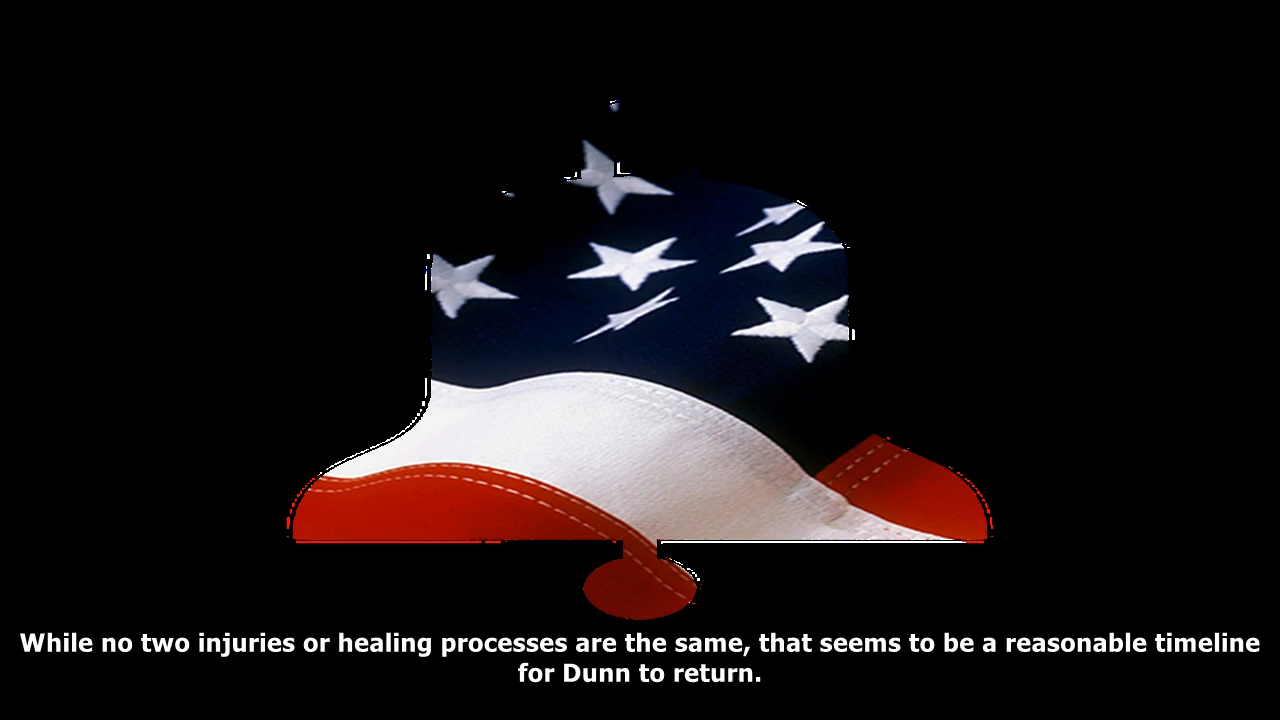 While no two injuries or healing processes are the same, that seems to be a reasonable timeline
for Dunn to return.